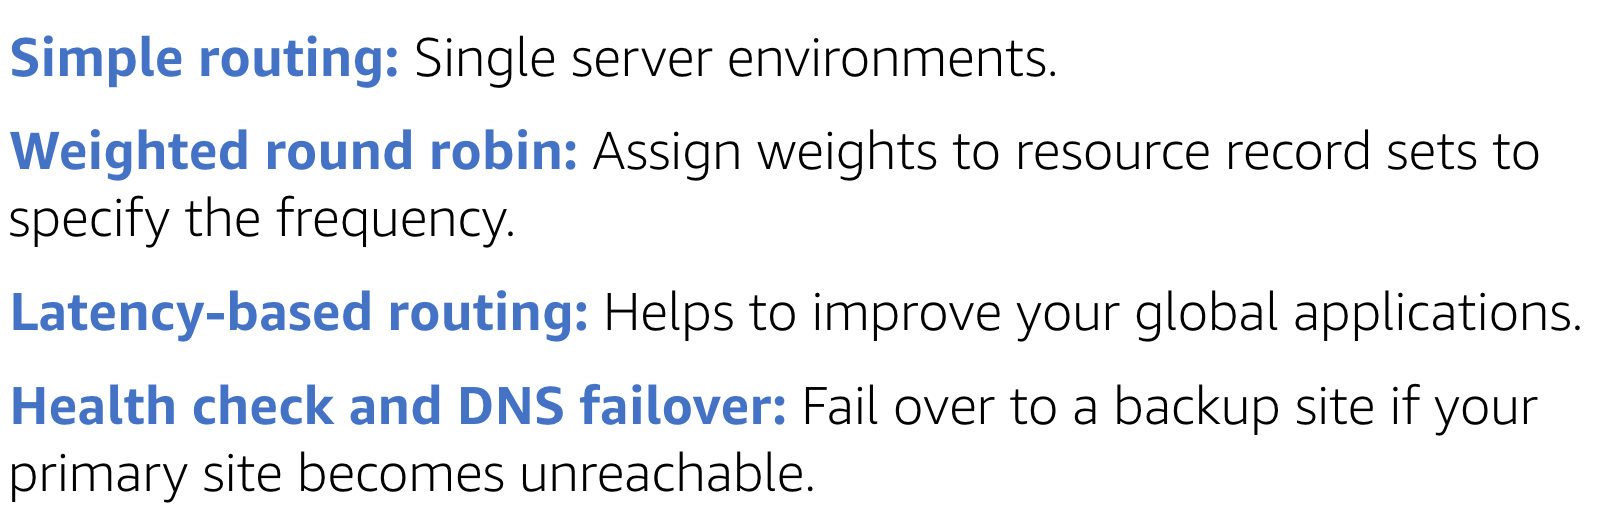 Simple routing: Single server environments.
Weighted round robin: Assign weights to resource record sets to
specify the frequency.
Latency-based routing: Helps to improve your global applications.
Health check and DNS failover: Fail over to a backup site if your
primary site becomes unreachable.